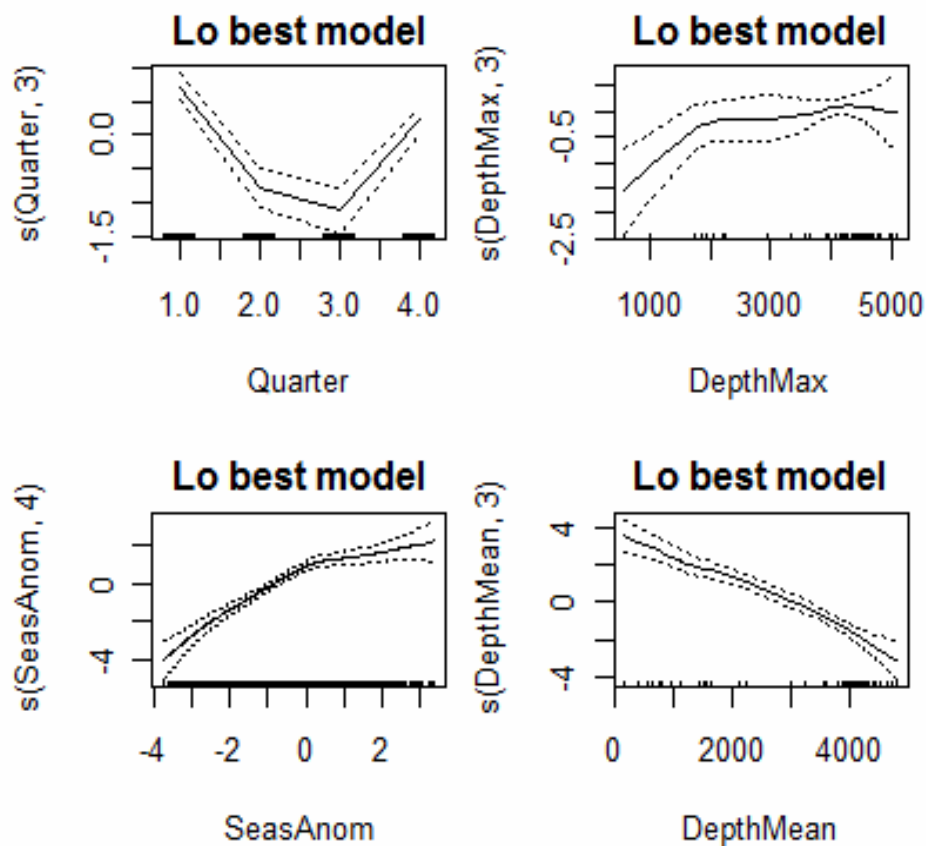 Lo best model
s(Quarter, 3)
0.0
-1.5
1.0 2.0 3.0 4.0
Quarter
Lo best model
s(DepthMax, 3)
-0.5
-2.5
1000 3000 5000
DepthMax
Lo best model
s(SeasAnom, 4)
0
-4
-4 -2 0 2
SeasAnom
Lo best model
s(DepthMean, 3)
4
0
-4
0 2000 4000
DepthMean